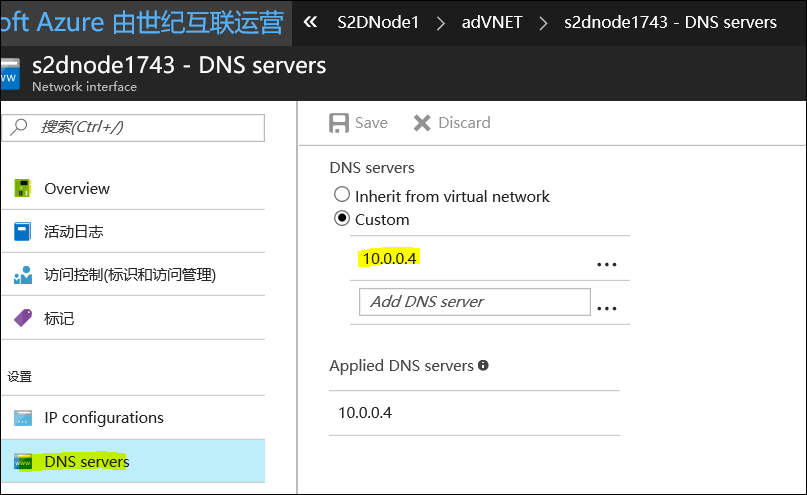 oft Azure 由世纪互联运营 « S2DNode1 > adVNET > s2dnode1743 - DNS servers
s2dnode1743 - DNS servers
Network interface
搜索(Ctrl+/)
Overview
活动日志
访问控制(标识和访问管理)
标记
设置
IP configurations
DNS servers
Save Discard
DNS servers
Inherit from virtual network
Custom
10.0.0.4 ...
Add DNS server ...
Applied DNS servers
10.0.0.4